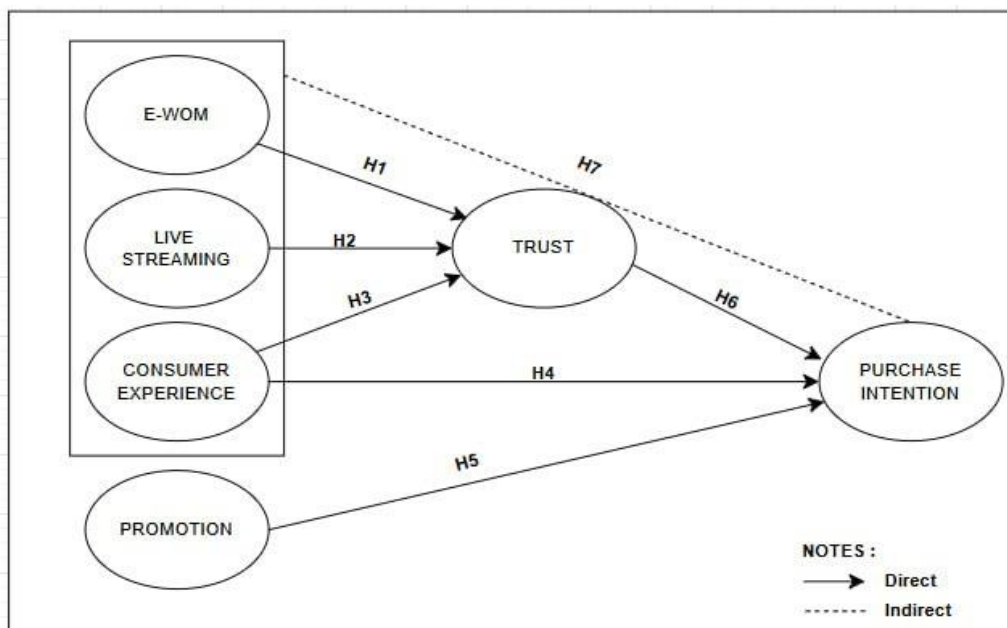 E-WOM
H1
H7
LIVE
STREAMING
H2
TRUST
H3
H6
CONSUMER
EXPERIENCE
H4
PURCHASE
INTENTION
H5
PROMOTION
NOTES :
Direct
Indirect